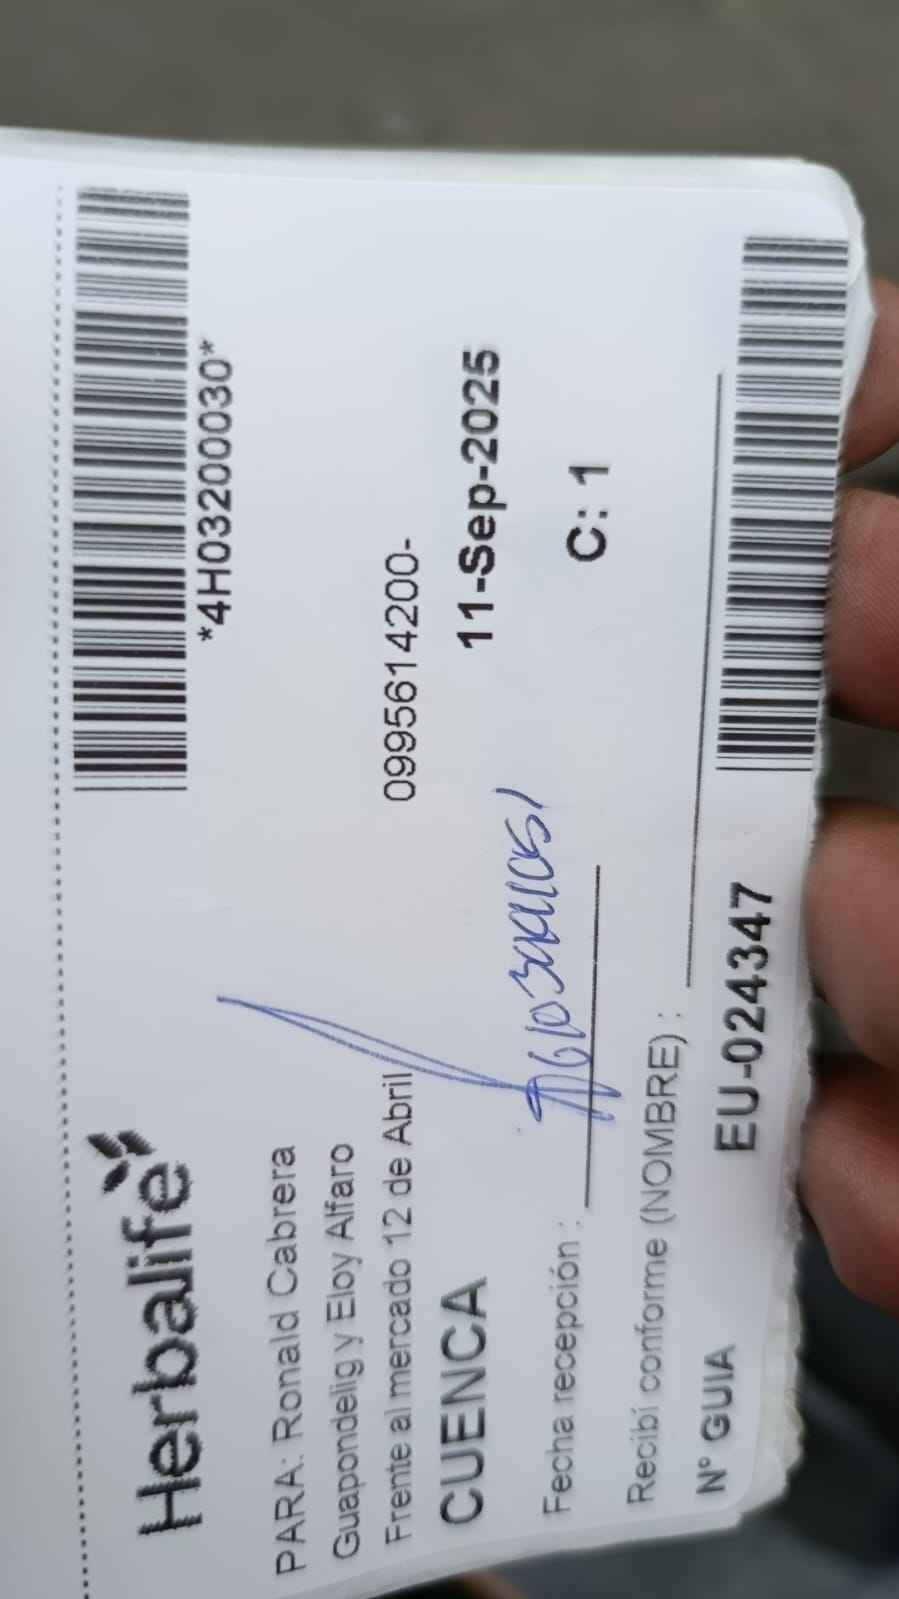 Herbalife
*4H03200030*
PARA: Ronald Cabrera
Guapondelig y Eloy Alfaro
Frente al mercado 12 de Abril
0995614200-
CUENCA
11-Sep-2025
Fecha recepción :
C: 1
Recibí conforme (NOMBRE) :
N° GUIA
EU-024347